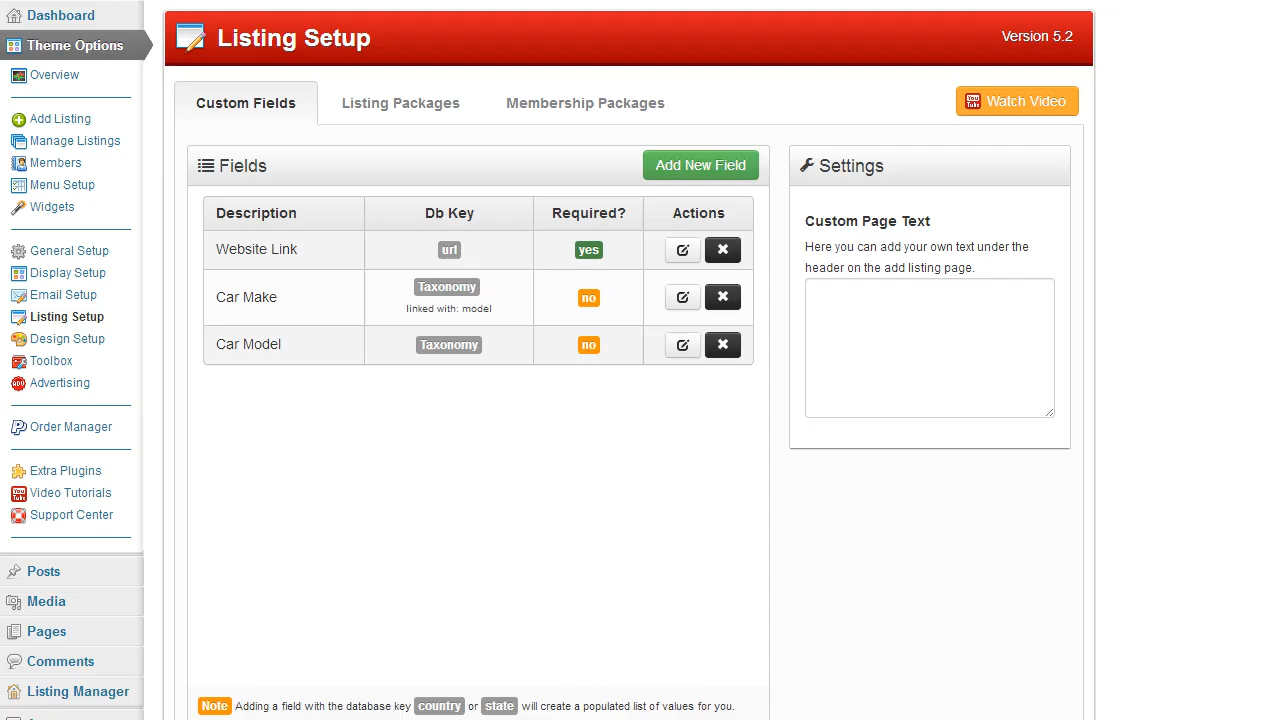 Dashboard
Theme Options
Overview
Add Listing
Manage Listings
Members
Menu Setup
Widgets
General Setup
Display Setup
Email Setup
Listing Setup
Design Setup
Toolbox
Advertising
Order Manager
Extra Plugins
Video Tutorials
Support Center
Posts
Media
Pages
Comments
Listing Manager
Listing Setup
Version 5.2
Custom Fields
Listing Packages
Membership Packages
You Tube Watch Video
Fields
Add New Field
Description Db Key Required? Actions
Website Link url yes
Car Make Taxonomy no
linked with: model
Car Model Taxonomy no
Note Adding a field with the database key country or state will create a populated list of values for you.
Settings
Custom Page Text
Here you can add your own text under the
header on the add listing page.